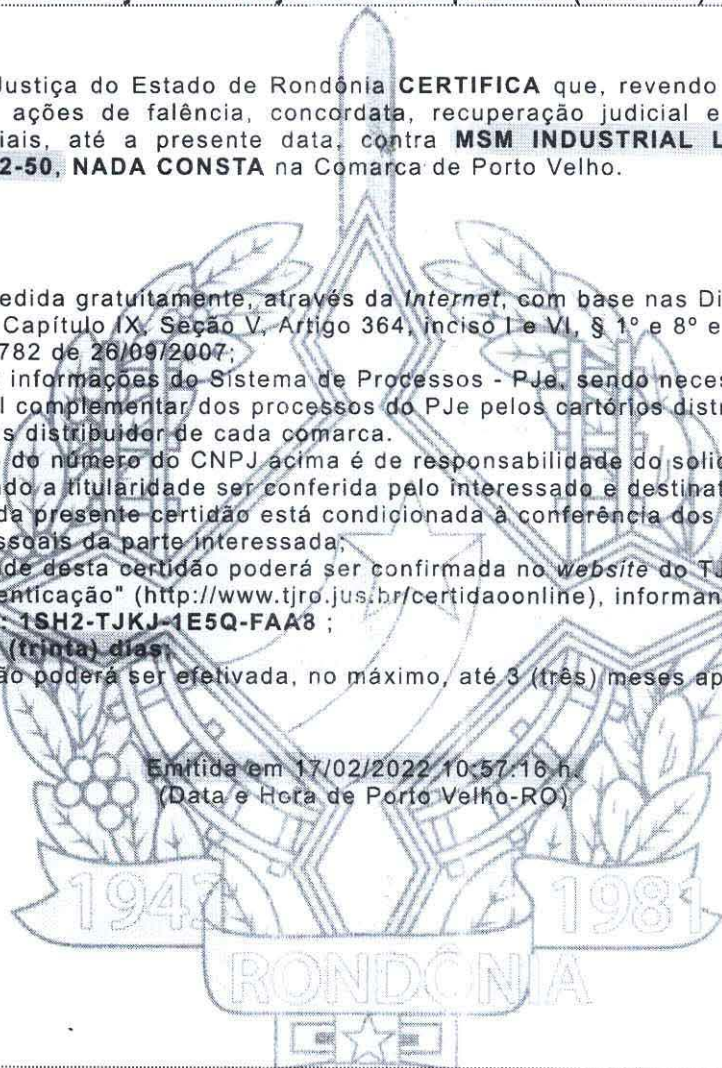 Justiça do Estado de Rondônia CERTIFICA que, revendo
ações de falência, concordata, recuperação judicial e
iais, até a presente data, contra MSM INDUSTRIAL L
2-50, NADA CONSTA na Comarca de Porto Velho.
edida gratuitamente, através da Internet, com base nas Di
Capítulo IX, Seção V, Artigo 364, inciso I e VI, § 1º e 8º e
782 de 26/09/2007;
informações do Sistema de Processos - PJe, sendo neces
l complementar dos processos do PJe pelos cartórios distr
s distribuidor de cada comarca.
do número do CNPJ acima é de responsabilidade do solic
ndo a titularidade ser conferida pelo interessado e destinat
da presente certidão está condicionada à conferência dos
ssoais da parte interessada;
de desta certidão poderá ser confirmada no website do TJ
enticação" (http://www.tjro.jus.br/certidaoonline), informan
: 1SH2-TJKJ-1E5Q-FAA8 ;
(trinta) dias;
ão poderá ser efetivada, no máximo, até 3 (três) meses ap
Emitida em 17/02/2022 10:57:16 h.
(Data e Hora de Porto Velho-RO)
1943 1981
RONDÔNIA